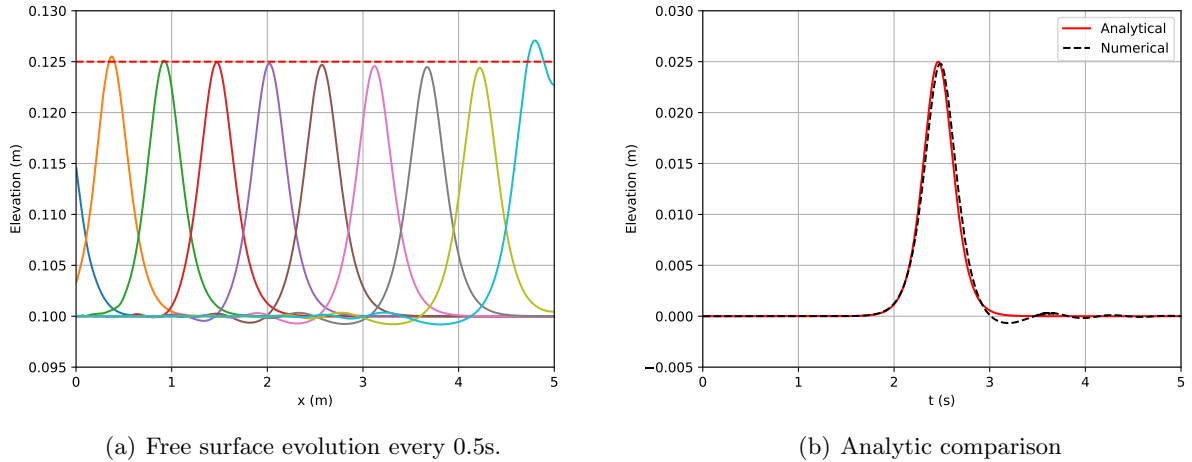 0.130
0.125
0.120
0.115
0.110
0.105
0.100
0.095
Elevation (m)
0 1 2 3 4 5
x (m)
(a) Free surface evolution every 0.5s.
0.030
0.025
0.020
0.015
0.010
0.005
0.000
−0.005
Elevation (m)
Analytical
Numerical
0 1 2 3 4 5
t (s)
(b) Analytic comparison